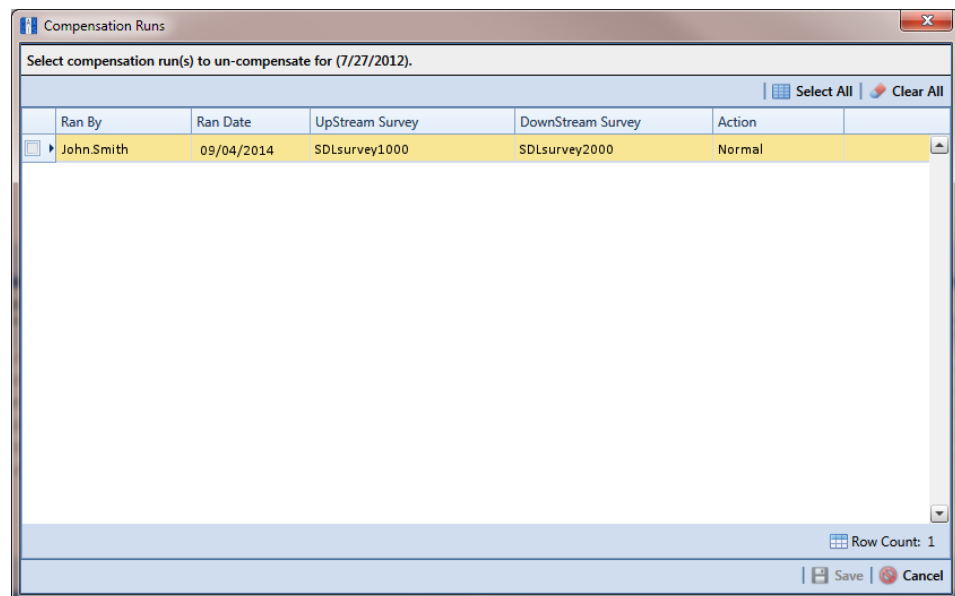 Compensation Runs
Select compensation run(s) to un-compensate for (7/27/2012).
Select All Clear All
Ran By Ran Date UpStream Survey DownStream Survey Action
John.Smith 09/04/2014 SDLsurvey1000 SDLsurvey2000 Normal
Row Count: 1
Save Cancel